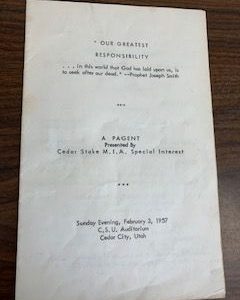 " OUR GREATEST
RESPONSIBILITY
. . . in this world that God has laid upon us, is
to seek after our dead." --Prophet Joseph Smith
***
A PAGENT
Presented By
Cedar Stake M.I.A. Special Interest
***
Sunday Evening, February 3, 1957
C.S.U. Auditorium
Cedar City, Utah